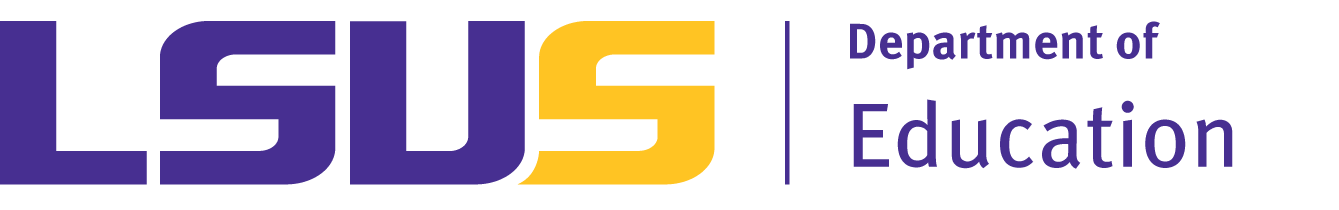 LSUS
Department of
Education